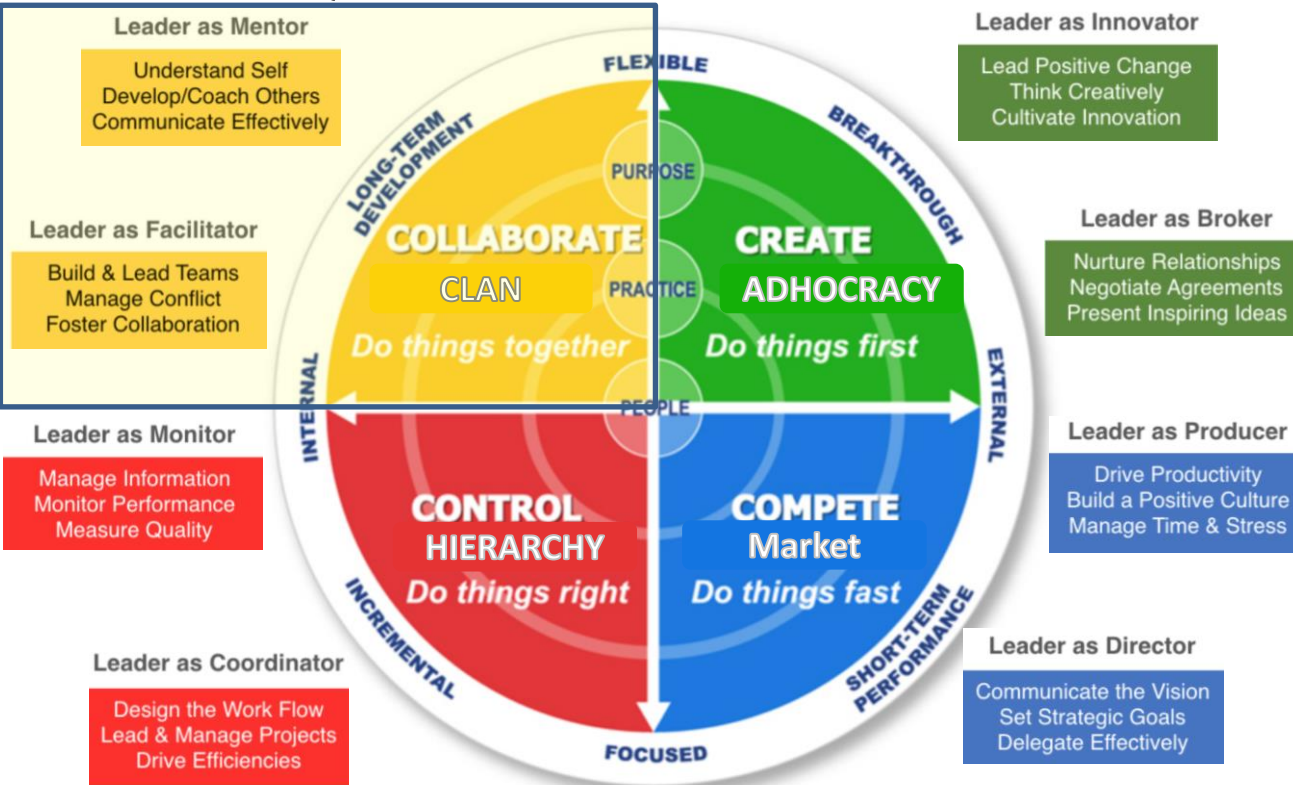 Leader as Mentor
Understand Self
Develop/Coach Others
Communicate Effectively
Leader as Facilitator
Build & Lead Teams
Manage Conflict
Foster Collaboration
Leader as Monitor
Manage Information
Monitor Performance
Measure Quality
Leader as Coordinator
Design the Work Flow
Lead & Manage Projects
Drive Efficiencies
FLEXIBLE
LONG-TERM
DEVELOPMENT
BREAKTHROUGH
INTERNAL
EXTERNAL
INCREMENTAL
SHORT-TERM
PERFORMANCE
FOCUSED
PURPOSE
PRACTICE
PEOPLE
COLLABORATE
CLAN
Do things together
CREATE
ADHOCRACY
Do things first
CONTROL
HIERARCHY
Do things right
COMPETE
Market
Do things fast
Leader as Innovator
Lead Positive Change
Think Creatively
Cultivate Innovation
Leader as Broker
Nurture Relationships
Negotiate Agreements
Present Inspiring Ideas
Leader as Producer
Drive Productivity
Build a Positive Culture
Manage Time & Stress
Leader as Director
Communicate the Vision
Set Strategic Goals
Delegate Effectively